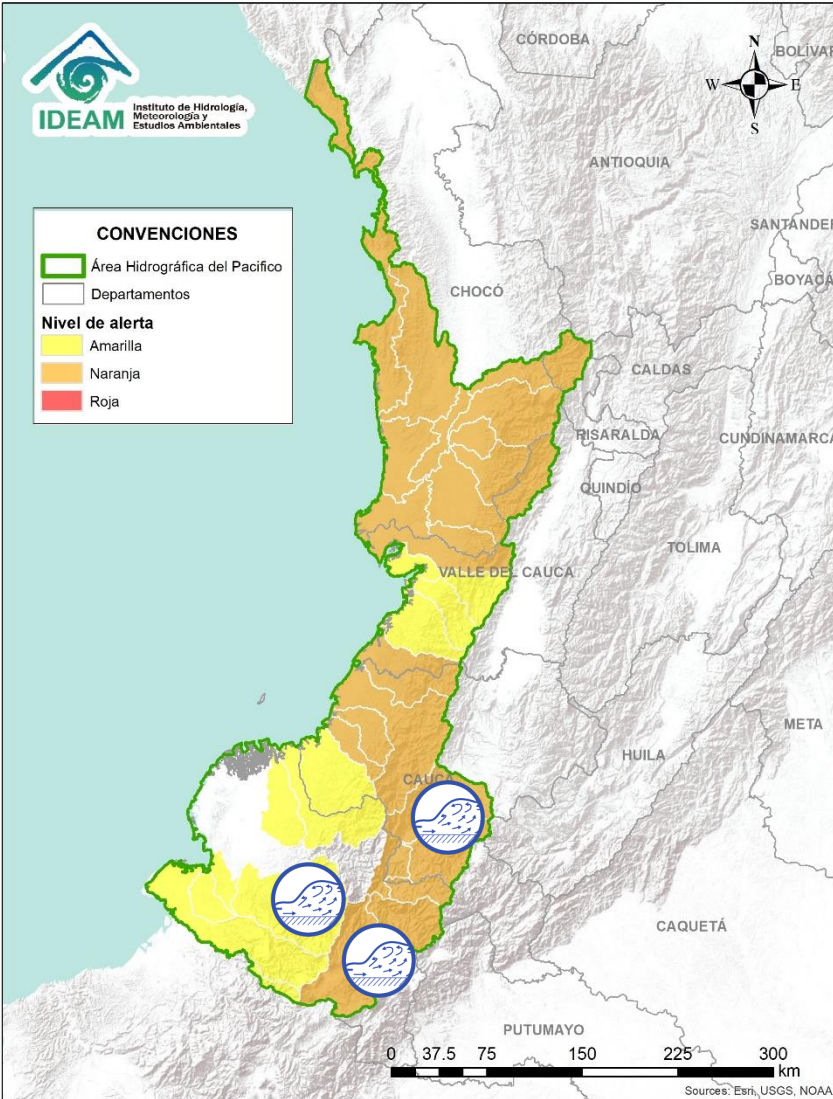 CÓRDOBA
BOLÍVAR
N
W
E
S
IDEAM
Instituto de Hidrología,
Meteorología y
Estudios Ambientales
ANTIOQUIA
SANTANDER
CONVENCIONES
Área Hidrográfica del Pacifico
Departamentos
Nivel de alerta
Amarilla
Naranja
Roja
BOYACÁ
CHOCÓ
CALDAS
RISARALDA
CUNDINAMARCA
QUINDÍO
TOLIMA
VALLE DEL CAUCA
META
HUILA
CAUCA
CAQUETÁ
PUTUMAYO
0 37.5 75 150 225 300
km
Sources: Esri, USGS, NOAA